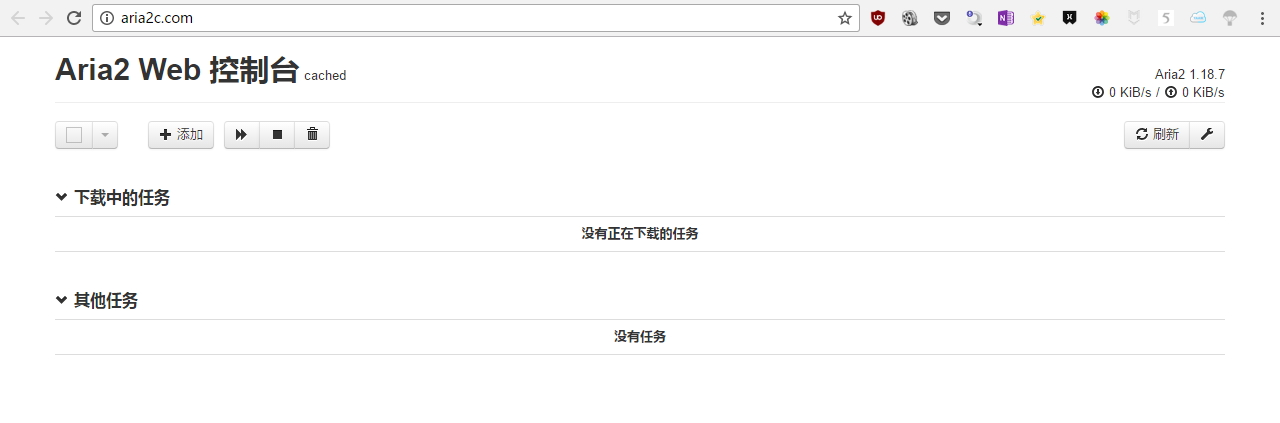 aria2c.com
Aria2 Web 控制台 cached
Aria2 1.18.7
0 KiB/s / 0 KiB/s
添加
刷新
下载中的任务
没有正在下载的任务
其他任务
没有任务